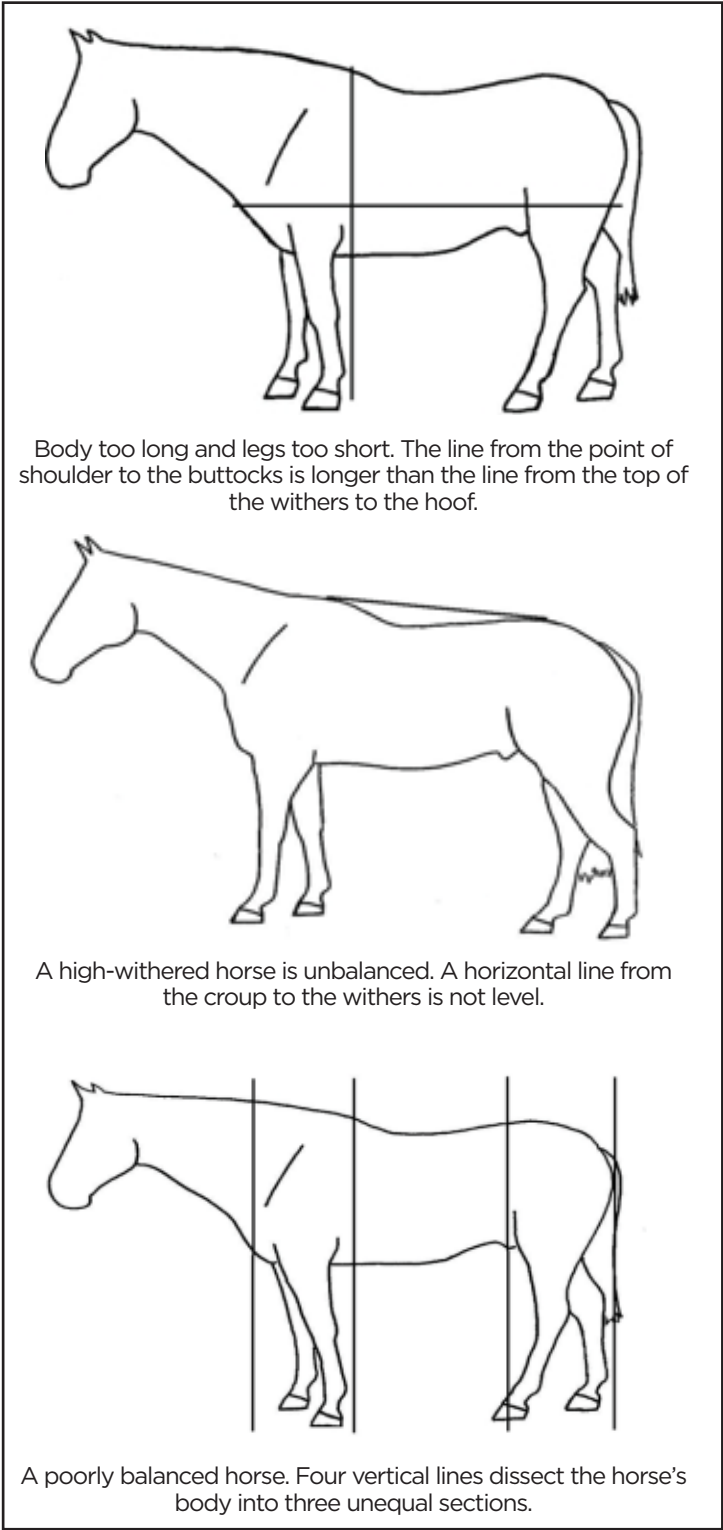 Body too long and legs too short. The line from the point of
shoulder to the buttocks is longer than the line from the top of
the withers to the hoof.
A high-withered horse is unbalanced. A horizontal line from
the croup to the withers is not level.
A poorly balanced horse. Four vertical lines dissect the horse's
body into three unequal sections.